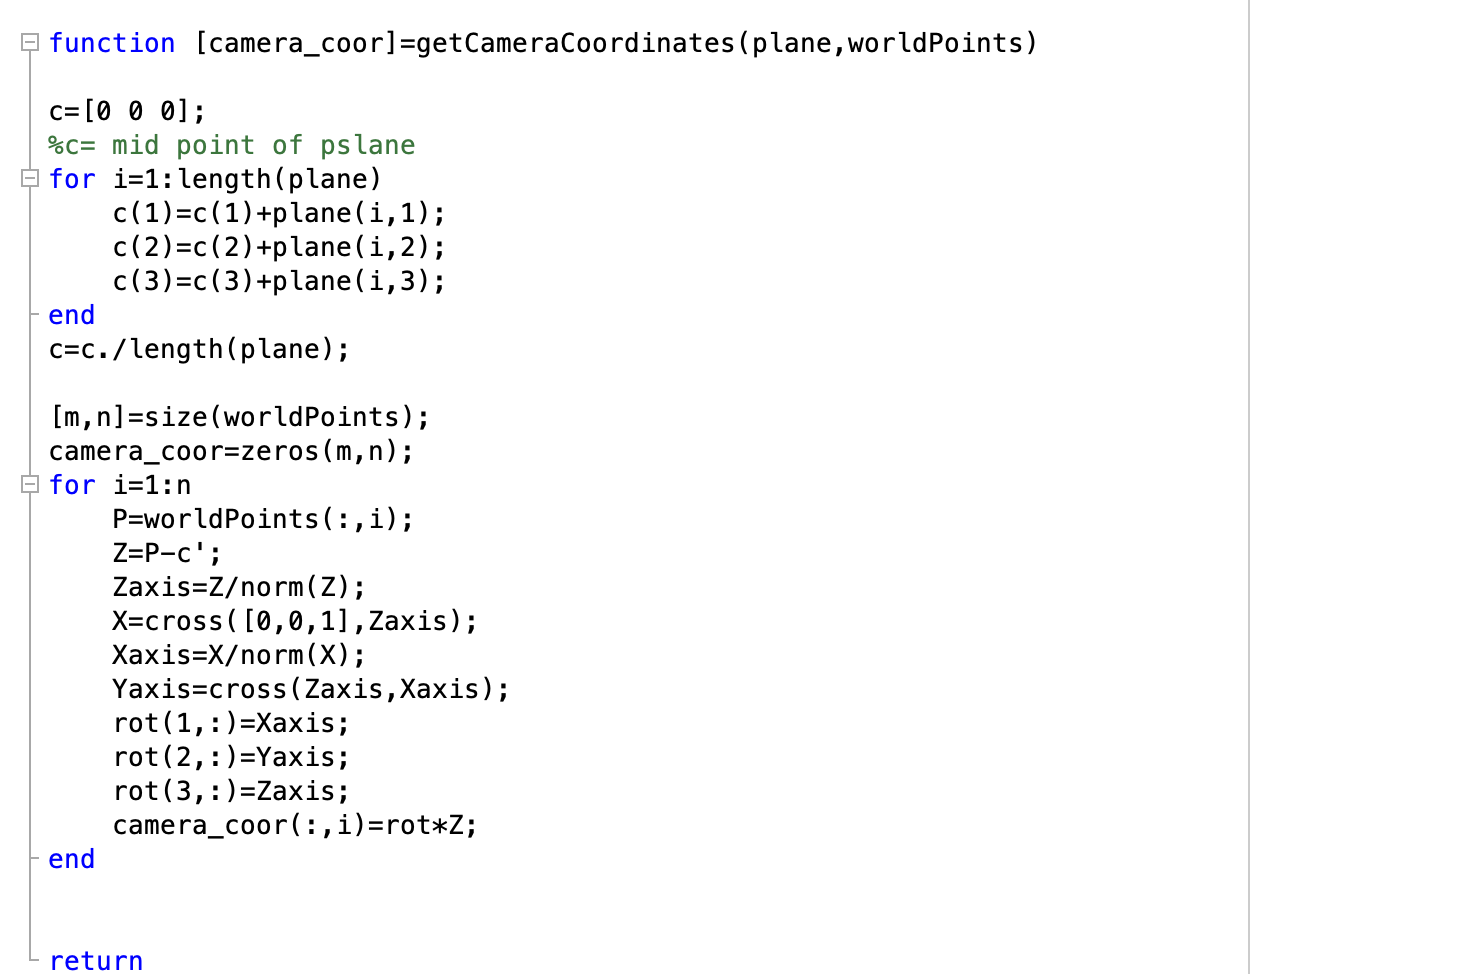 function [camera_coor]=getCameraCoordinates(plane,worldPoints)
c=[0 0 0];
%c= mid point of pslane
for i=1:length(plane)
    c(1)=c(1)+plane(i,1);
    c(2)=c(2)+plane(i,2);
    c(3)=c(3)+plane(i,3);
end
c=c./length(plane);
[m,n]=size(worldPoints);
camera_coor=zeros(m,n);
for i=1:n
    P=worldPoints(:,i);
    Z=P-c';
    Zaxis=Z/norm(Z);
    X=cross([0,0,1],Zaxis);
    Xaxis=X/norm(X);
    Yaxis=cross(Zaxis,Xaxis);
    rot(1,:)=Xaxis;
    rot(2,:)=Yaxis;
    rot(3,:)=Zaxis;
    camera_coor(:,i)=rot*Z;
end
return